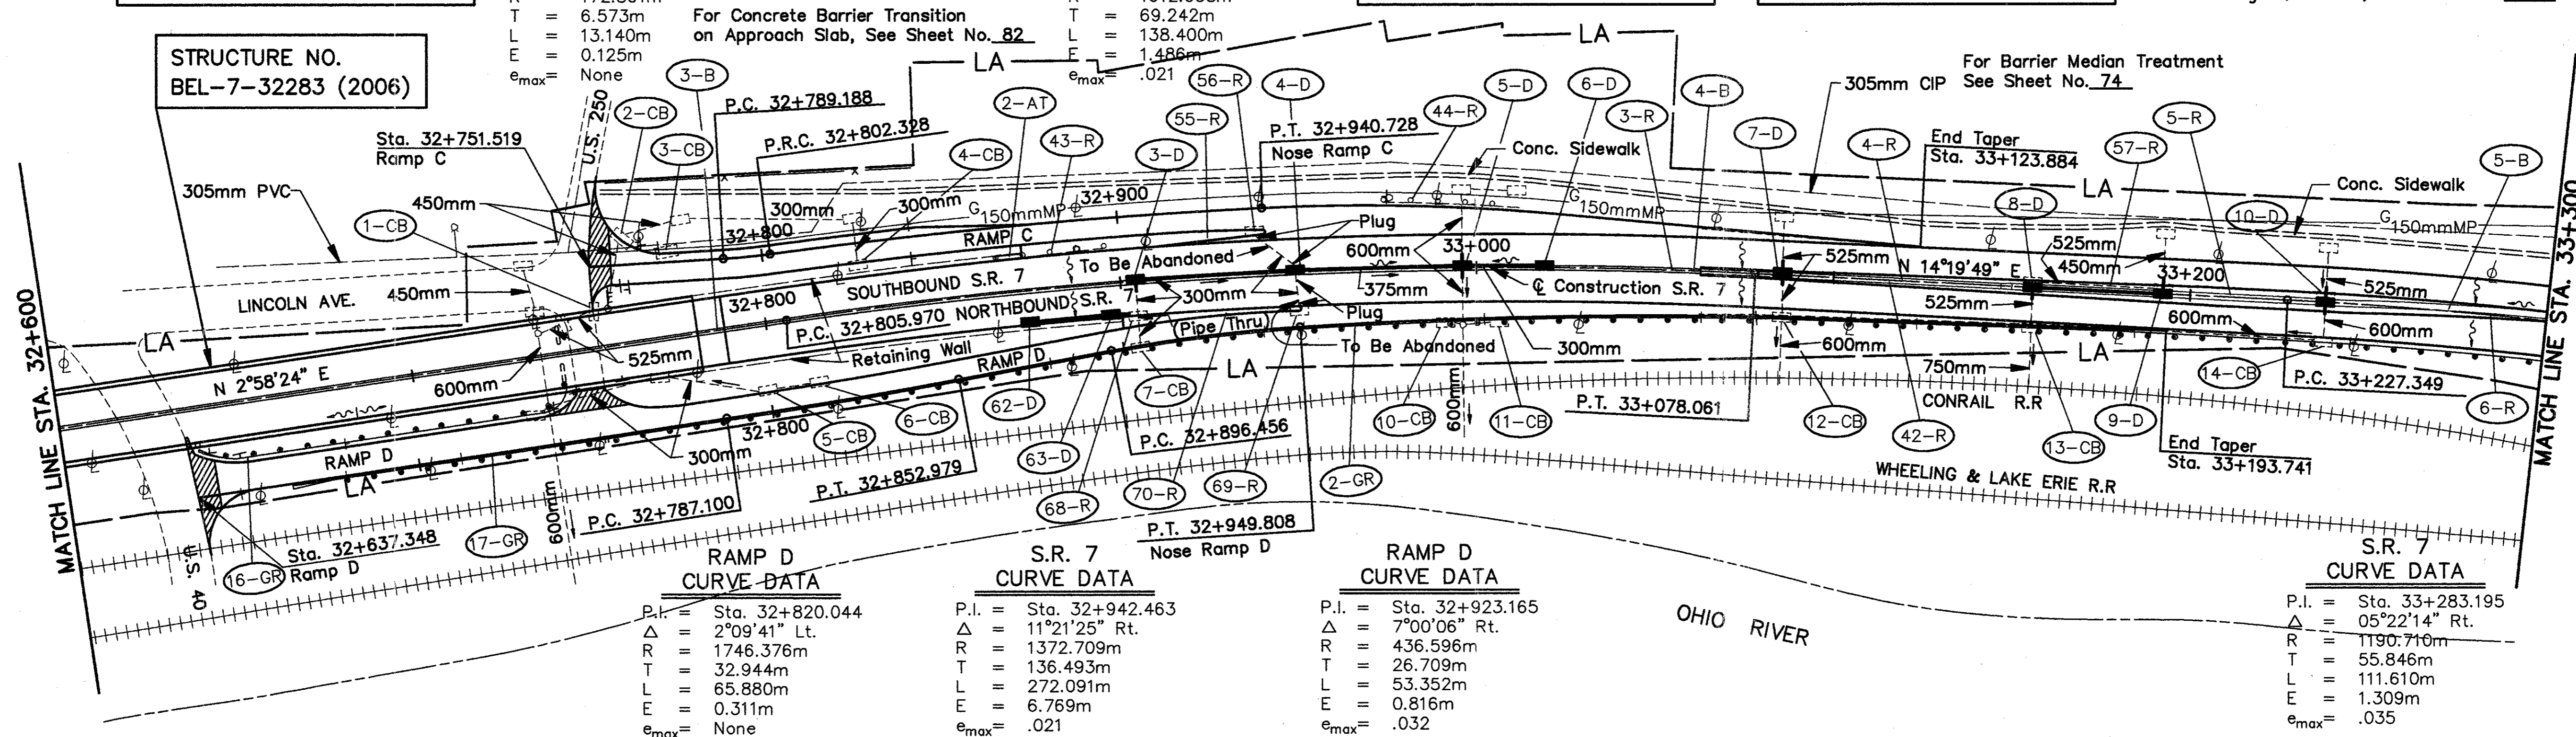 STRUCTURE NO.
BEL-7-32283 (2006)
T = 6.573m
L = 13.140m
E = 0.125m
emax= None
For Concrete Barrier Transition
on Approach Slab, See Sheet No. 82
T = 69.242m
L = 138.400m
E = 1.486m
emax= .021
For Barrier Median Treatment
See Sheet No. 74
305mm CIP
LA
LA
3-B
2-CB
3-CB
U.S. 250
P.C. 32+789.188
P.R.C. 32+802.328
2-AT
43-R
4-CB
55-R
56-R
3-D
4-D
P.T. 32+940.728
Nose Ramp C
44-R
5-D
6-D
3-R
4-B
7-D
4-R
End Taper
Sta. 33+123.884
57-R
5-R
5-B
Conc. Sidewalk
Conc. Sidewalk
Sta. 32+751.519
Ramp C
305mm PVC
450mm
1-CB
300mm
300mm
G 150mmMP
32+900
32+800
RAMP C
Plug
600mm
33+000
G 150mmMP
LA
8-D
10-D
G 150mmMP
LINCOLN AVE.
450mm
32+800
SOUTHBOUND S.R. 7
To Be Abandoned
NORTHBOUND S.R. 7
300mm
375mm
℄ Construction S.R. 7
525mm
N 14°19'49" E
525mm
450mm
33+200
525mm
525mm
600mm
600mm
LA
N 2°58'24" E
600mm
525mm
P.C. 32+805.970
Retaining Wall
(Pipe Thru)
Plug
To Be Abandoned
RAMP D
LA
300mm
600mm
750mm
LA
14-CB
P.C. 33+227.349
MATCH LINE STA. 32+600
MATCH LINE STA. 33+300
62-D
7-CB
10-CB
600mm
11-CB
P.T. 33+078.061
12-CB
CONRAIL R.R
42-R
13-CB
9-D
6-R
End Taper
Sta. 33+193.741
RAMP D
LA
300mm
32+800
5-CB
6-CB
63-D
P.C. 32+896.456
P.T. 32+852.979
P.C. 32+787.100
68-R
70-R
69-R
2-GR
WHEELING & LAKE ERIE R.R
P.T. 32+949.808
Nose Ramp D
U.S. 40
16-GR
Sta. 32+637.348
Ramp D
17-GR
600mm
OHIO RIVER
RAMP D
CURVE DATA
P.I. = Sta. 32+820.044
Δ = 2°09'41" Lt.
R = 1746.376m
T = 32.944m
L = 65.880m
E = 0.311m
emax= None
S.R. 7
CURVE DATA
P.I. = Sta. 32+942.463
Δ = 11°21'25" Rt.
R = 1372.709m
T = 136.493m
L = 272.091m
E = 6.769m
emax= .021
RAMP D
CURVE DATA
P.I. = Sta. 32+923.165
Δ = 7°00'06" Rt.
R = 436.596m
T = 26.709m
L = 53.352m
E = 0.816m
emax= .032
S.R. 7
CURVE DATA
P.I. = Sta. 33+283.195
Δ = 05°22'14" Rt.
R = 1190.710m
T = 55.846m
L = 111.610m
E = 1.309m
emax= .035